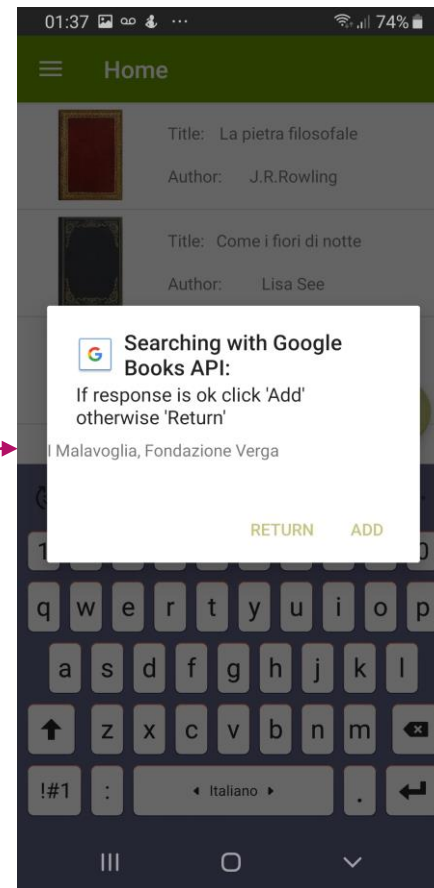 01:37 74%
Home
Title: La pietra filosofale
Author: J.R.Rowling
Title: Come i fiori di notte
Author: Lisa See
G Searching with Google
Books API:
If response is ok click 'Add'
otherwise 'Return'
I Malavoglia, Fondazione Verga
RETURN ADD
1 0
q w e r t y u i o p
a s d f g h j k l
z x c v b n m
!#1 : Italiano .